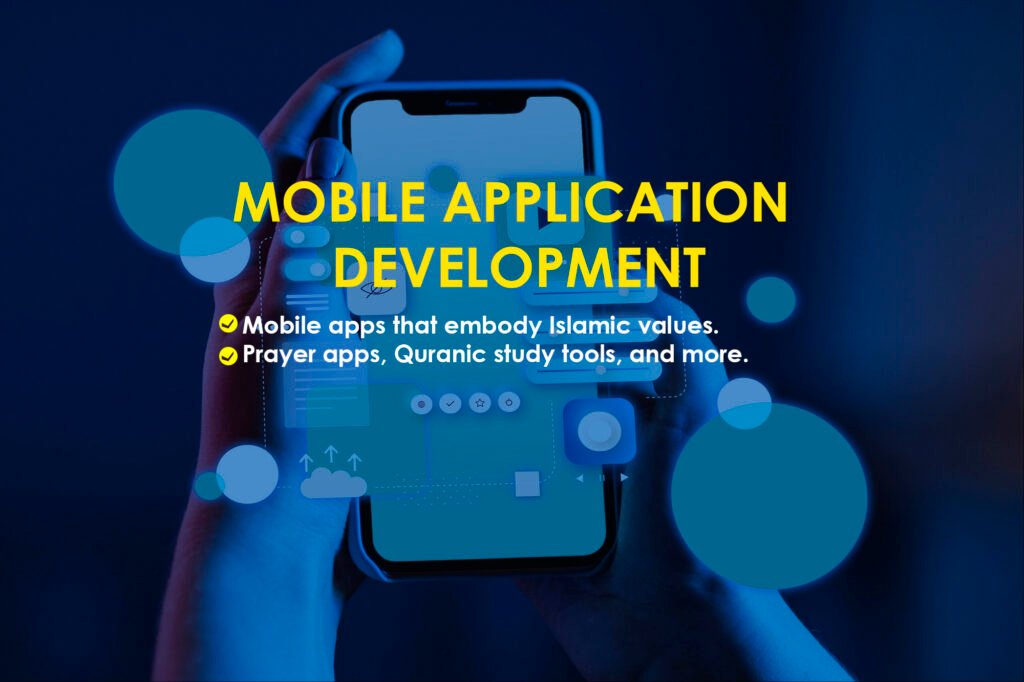 MOBILE APPLICATION
DEVELOPMENT
Mobile apps that embody Islamic values.
Prayer apps, Quranic study tools, and more.